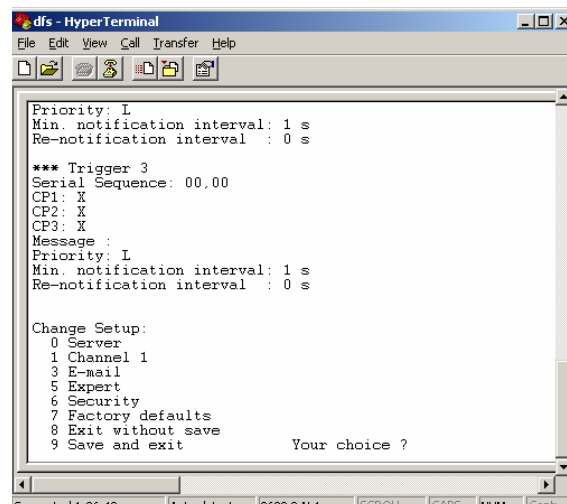 dfs - HyperTerminal
File Edit View Call Transfer Help
Priority: L
Min. notification interval: 1 s
Re-notification interval  : 0 s
*** Trigger 3
Serial Sequence: 00,00
CP1: X
CP2: X
CP3: X
Message :
Priority: L
Min. notification interval: 1 s
Re-notification interval  : 0 s
Change Setup:
0 Server
1 Channel 1
3 E-mail
5 Expert
6 Security
7 Factory defaults
8 Exit without save
9 Save and exit Your choice ?